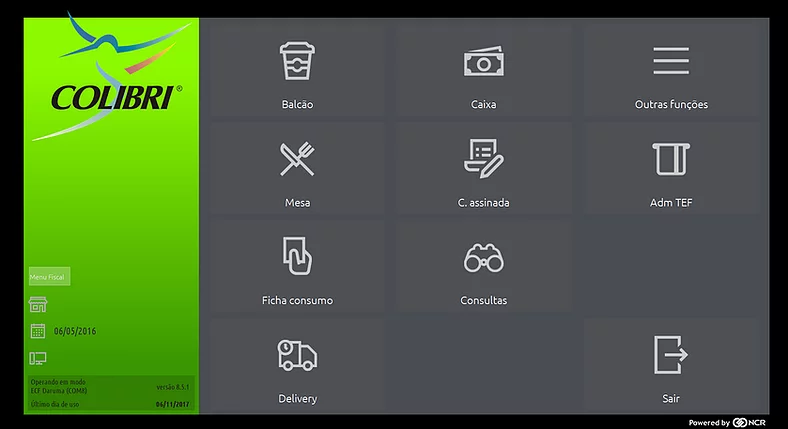 COLIBRI®
Menu Fiscal
06/05/2016
Operando em modo
ECF Daruma (COM8)
versão 8.5.1
Último dia de uso
06/11/2017
Balcão
Caixa
Outras funções
Mesa
C. assinada
Adm TEF
Ficha consumo
Consultas
Delivery
Sair
Powered by NCR